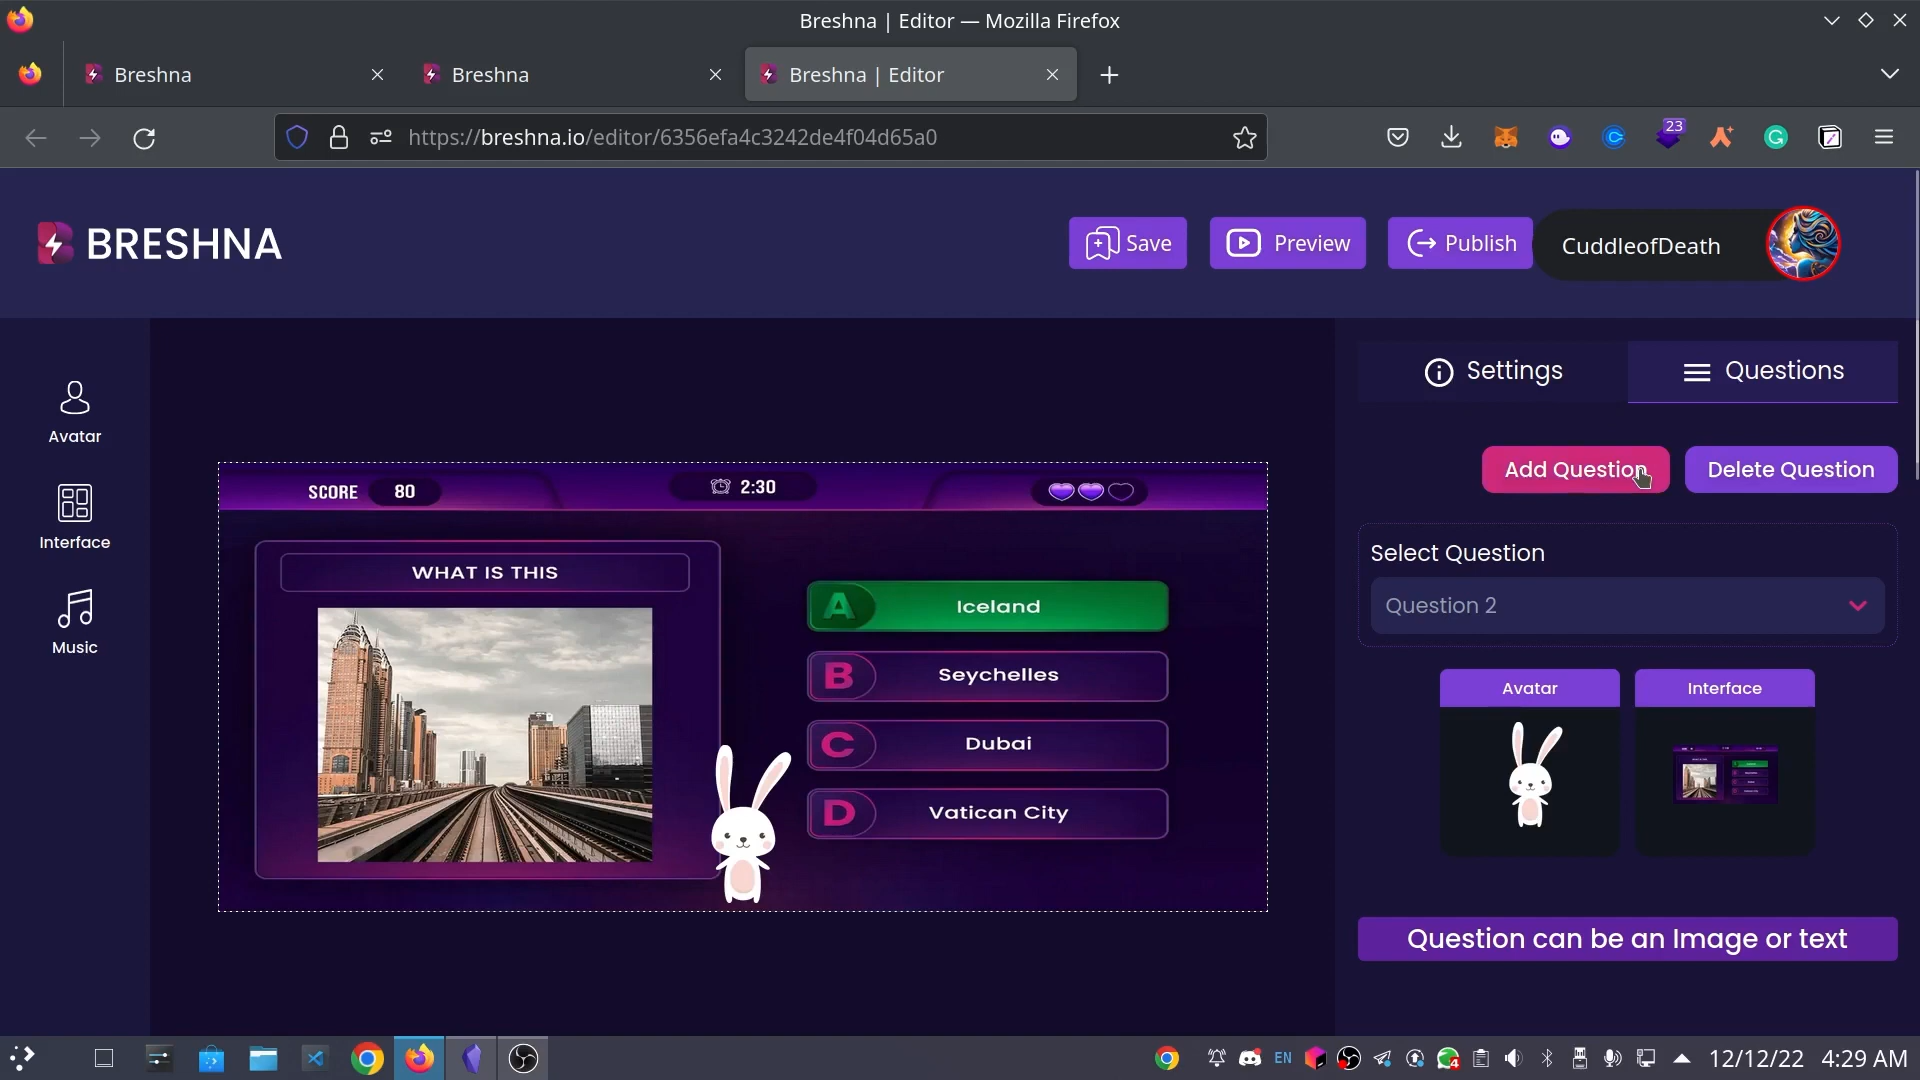 Breshna | Editor — Mozilla Firefox
Breshna
Breshna
Breshna | Editor
https://breshna.io/editor/6356efa4c3242de4f04d65a0
23
BRESHNA
Save
Preview
Publish
CuddleofDeath
Avatar
Interface
Music
SCORE 80
2:30
WHAT IS THIS
A Iceland
B Seychelles
C Dubai
D Vatican City
Settings
Questions
Add Question
Delete Question
Select Question
Question 2
Avatar
Interface
Question can be an Image or text
EN
4
12/12/22
4:29 AM